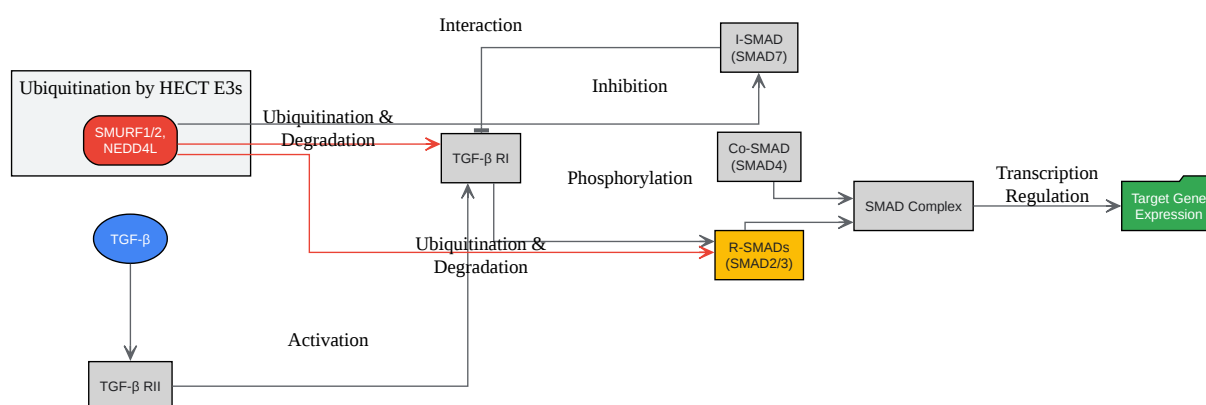 Interaction
I-SMAD
(SMAD7)
Inhibition
Ubiquitination by HECT E3s
SMURF1/2,
NEDD4L
Ubiquitination &
Degradation
TGF-β RI
Co-SMAD
(SMAD4)
Phosphorylation
SMAD Complex
Transcription
Regulation
Target Gene
Expression
TGF-β
Ubiquitination &
Degradation
R-SMADs
(SMAD2/3)
Activation
TGF-β RII